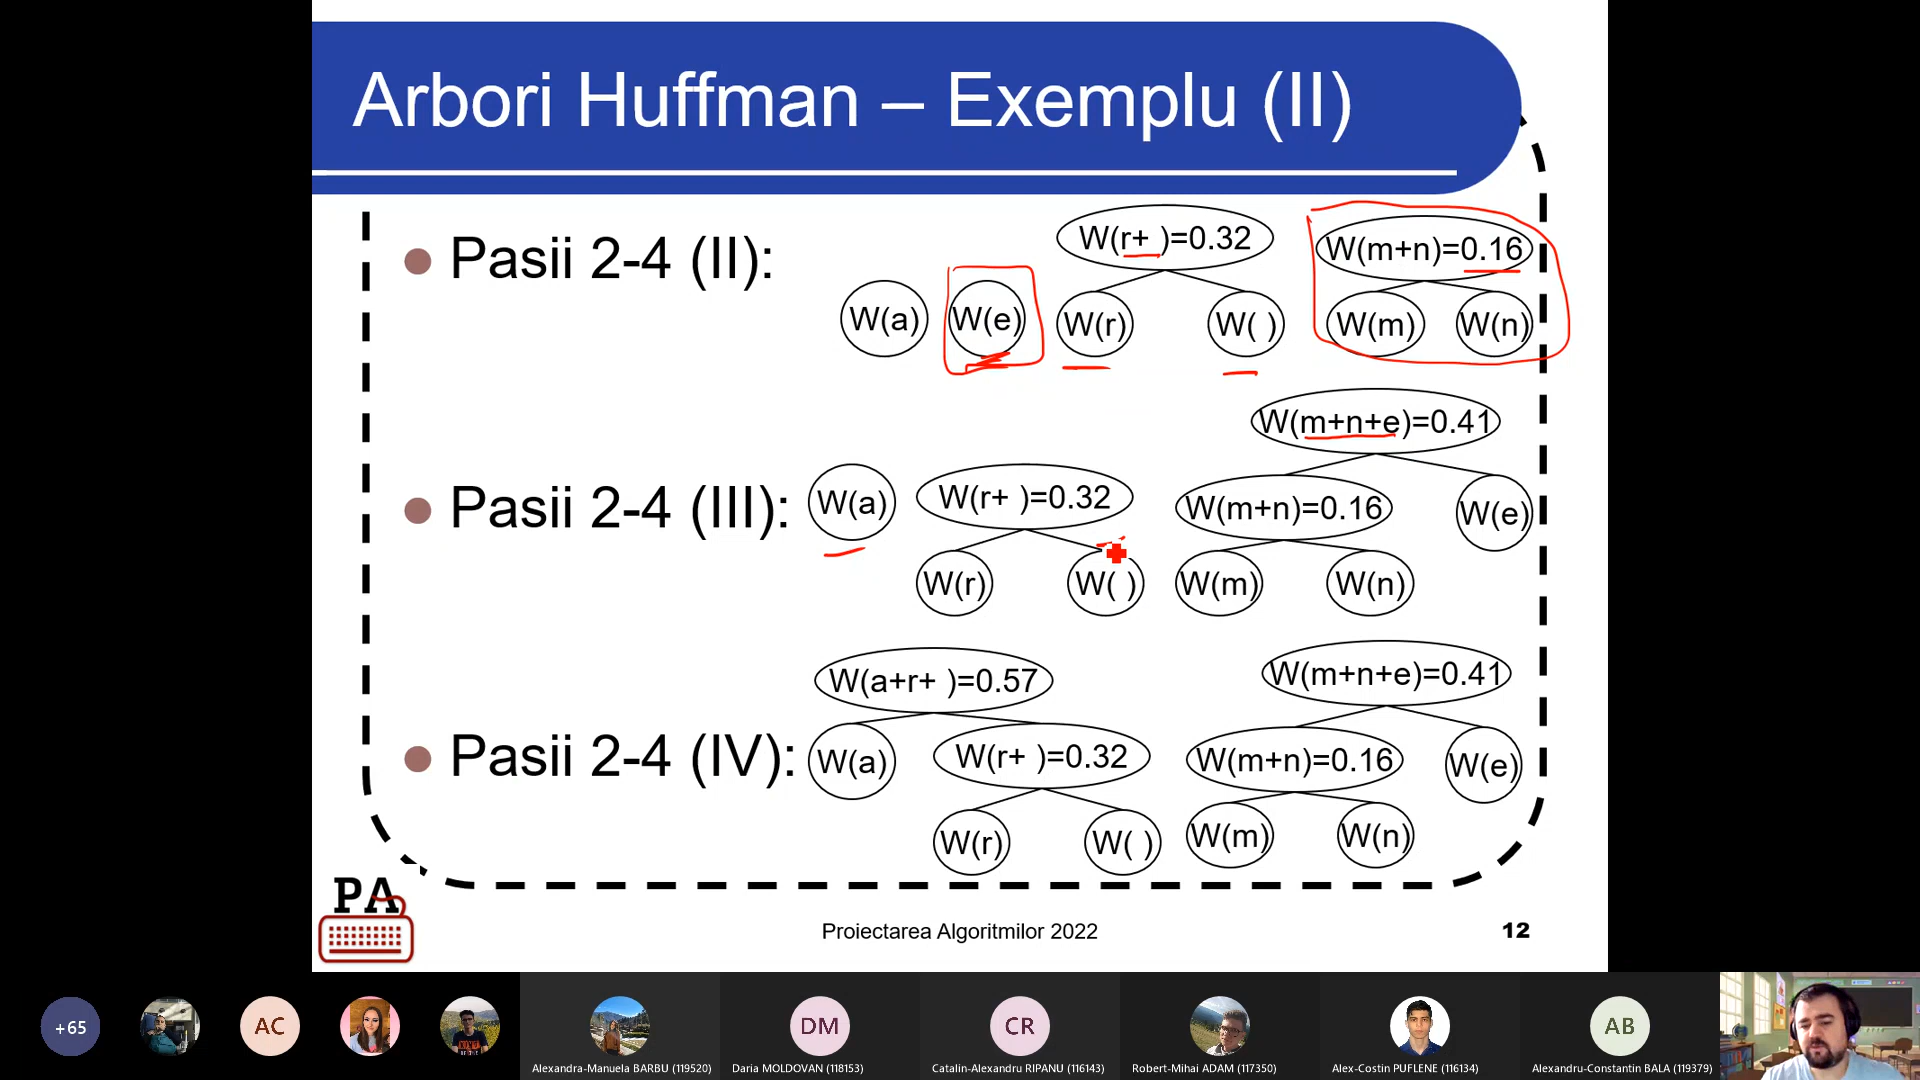 Arbori Huffman – Exemplu (II)
Pasii 2-4 (II):
W(r+ )=0.32
W(m+n)=0.16
W(a)
W(e)
W(r)
W( )
W(m)
W(n)
W(m+n+e)=0.41
Pasii 2-4 (III):
W(a)
W(r+ )=0.32
W(m+n)=0.16
W(e)
W(r)
W( )
W(m)
W(n)
W(a+r+ )=0.57
W(m+n+e)=0.41
Pasii 2-4 (IV):
W(a)
W(r+ )=0.32
W(m+n)=0.16
W(e)
W(r)
W( )
W(m)
W(n)
PA
Proiectarea Algoritmilor 2022
12
+65
AC
DM
CR
AB
Alexandra-Manuela BARBU (119520)
Daria MOLDOVAN (118153)
Catalin-Alexandru RIPANU (116143)
Robert-Mihai ADAM (117350)
Alex-Costin PUFLENE (116134)
Alexandru-Constantin BALA (119379)